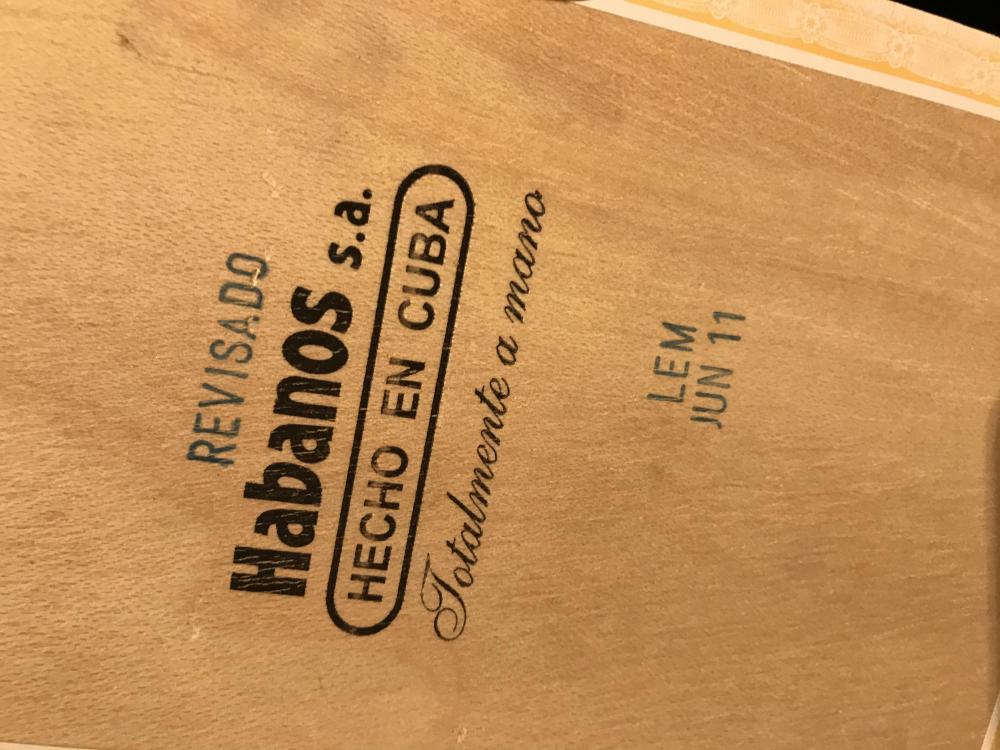 REVISADO
Habanos s.a.
HECHO EN CUBA
Totalmente a mano
LEM
JUN 11